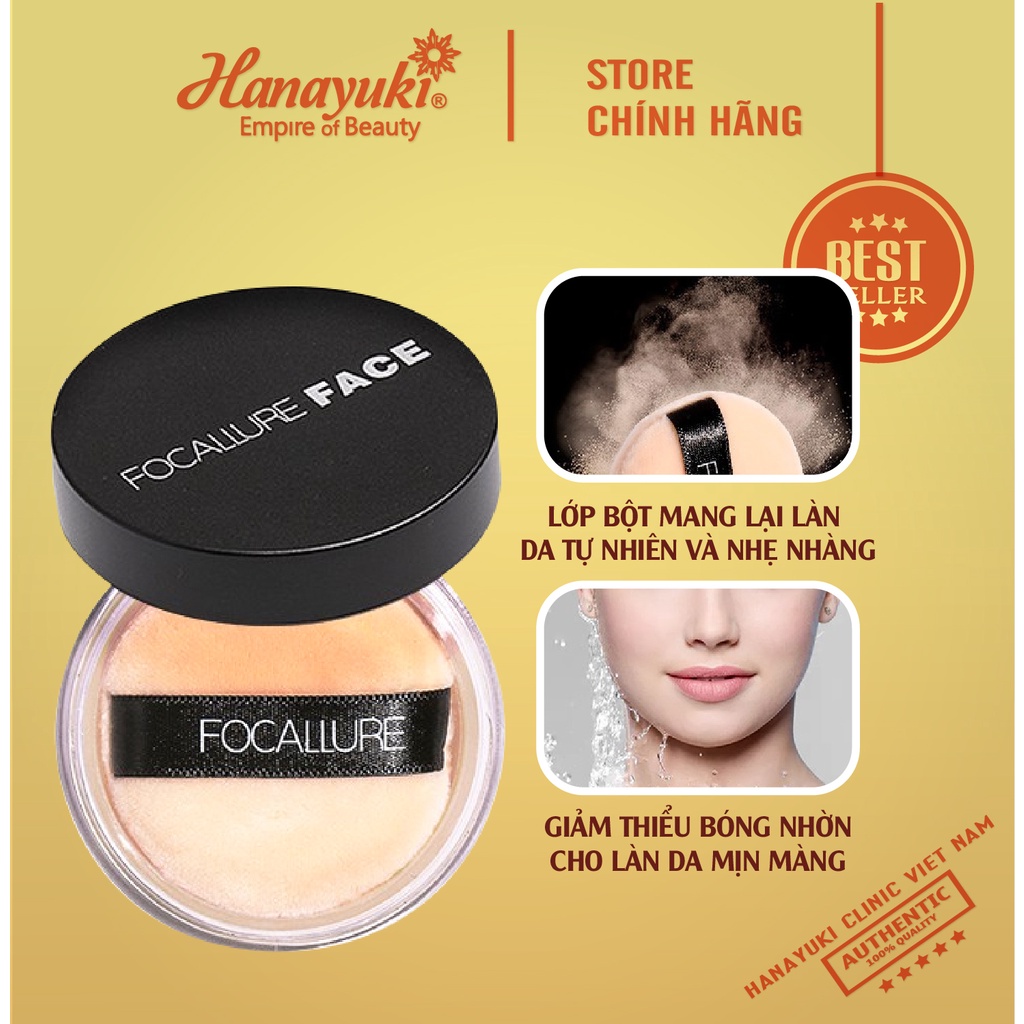 Hanayuki®
Empire of Beauty
STORE
CHÍNH HÃNG
BEST
ELLER
FOCALLURE FACE
FOCALLURE
F
LỚP BỘT MANG LẠI LÀN
DA TỰ NHIÊN VÀ NHẸ NHÀNG
GIẢM THIỂU BÓNG NHỜN
CHO LÀN DA MỊN MÀNG
HANAYUKI CLINIC VIET NAM
AUTHENTIC
100% QUALITY